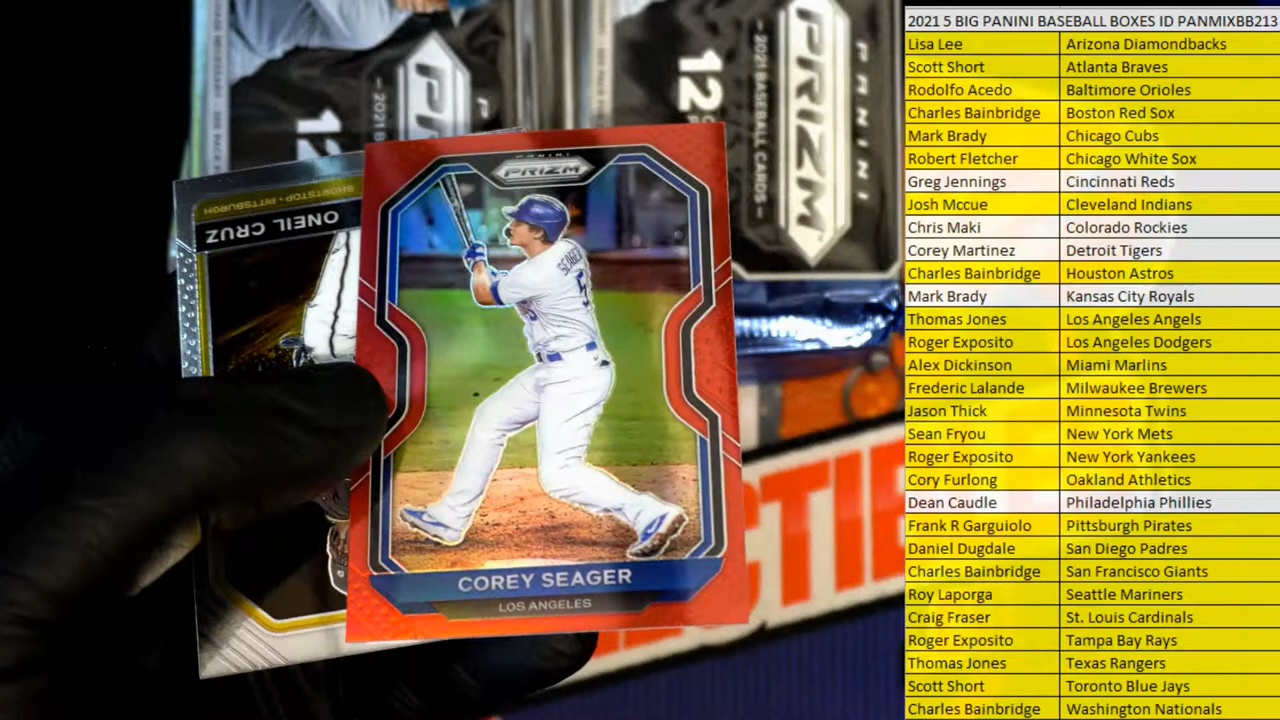 PANINI
PRIZM
12
2021 BASEBALL CARDS
PANINI
PRIZM
SHORTSTOP - PITTSBURGH
ONEIL CRUZ
SEAGER
5
COREY SEAGER
LOS ANGELES
2021 5 BIG PANINI BASEBALL BOXES ID PANMIXBB213
Lisa Lee Arizona Diamondbacks
Scott Short Atlanta Braves
Rodolfo Acedo Baltimore Orioles
Charles Bainbridge Boston Red Sox
Mark Brady Chicago Cubs
Robert Fletcher Chicago White Sox
Greg Jennings Cincinnati Reds
Josh Mccue Cleveland Indians
Chris Maki Colorado Rockies
Corey Martinez Detroit Tigers
Charles Bainbridge Houston Astros
Mark Brady Kansas City Royals
Thomas Jones Los Angeles Angels
Roger Exposito Los Angeles Dodgers
Alex Dickinson Miami Marlins
Frederic Lalande Milwaukee Brewers
Jason Thick Minnesota Twins
Sean Fryou New York Mets
Roger Exposito New York Yankees
Cory Furlong Oakland Athletics
Dean Caudle Philadelphia Phillies
Frank R Garguiolo Pittsburgh Pirates
Daniel Dugdale San Diego Padres
Charles Bainbridge San Francisco Giants
Roy Laporga Seattle Mariners
Craig Fraser St. Louis Cardinals
Roger Exposito Tampa Bay Rays
Thomas Jones Texas Rangers
Scott Short Toronto Blue Jays
Charles Bainbridge Washington Nationals